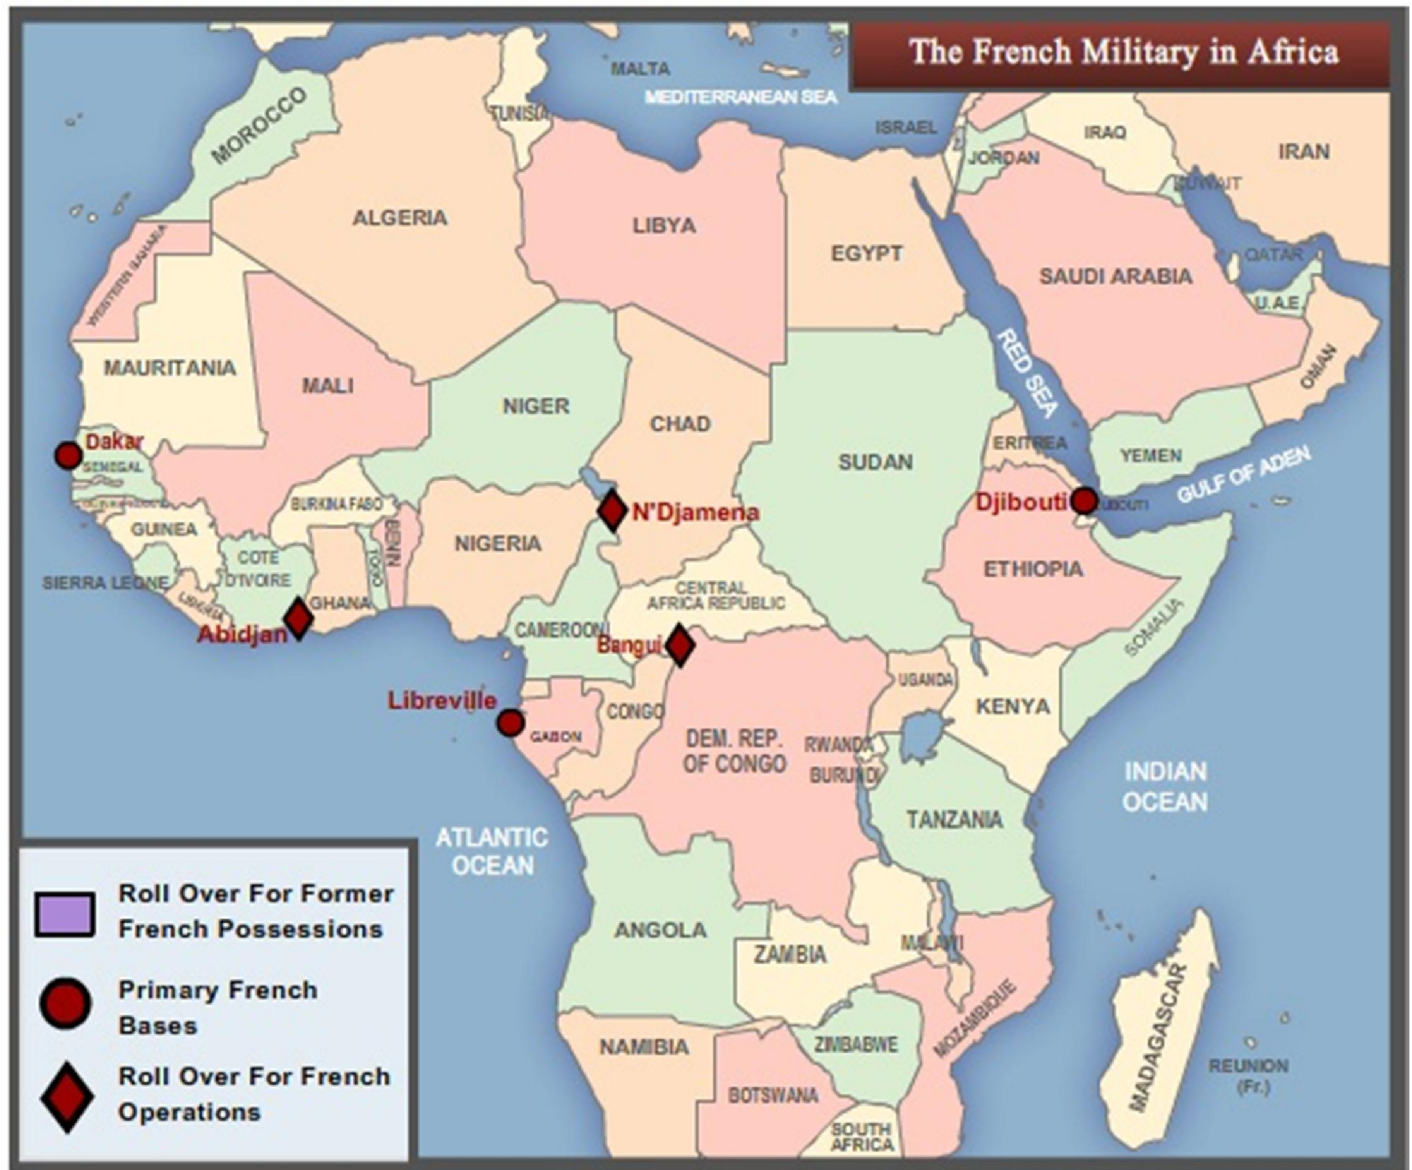 The French Military in Africa
MALTA
MEDITERRANEAN SEA
TUNISIA
MOROCCO
ISRAEL
JORDAN
IRAQ
IRAN
KUWAIT
ALGERIA
LIBYA
EGYPT
SAUDI ARABIA
QATAR
U.A.E.
OMAN
WESTERN SAHARA
MAURITANIA
MALI
NIGER
CHAD
SUDAN
RED SEA
ERITREA
YEMEN
GULF OF ADEN
Dakar
SENEGAL
BURKINA FASO
GUINEA
N'Djamena
Djibouti
DJIBOUTI
NIGERIA
BENIN
TOGO
COTE
D'IVOIRE
GHANA
SIERRA LEONE
LIBERIA
Abidjan
ETHIOPIA
SOMALIA
CENTRAL
AFRICA REPUBLIC
CAMEROON
Bangui
Libreville
GABON
CONGO
UGANDA
KENYA
DEM. REP.
OF CONGO
RWANDA
BURUNDI
TANZANIA
INDIAN
OCEAN
ATLANTIC
OCEAN
ANGOLA
ZAMBIA
MALAWI
MOZAMBIQUE
MADAGASCAR
ZIMBABWE
NAMIBIA
BOTSWANA
SOUTH
AFRICA
REUNION
(Fr.)
Roll Over For Former
French Possessions
Primary French
Bases
Roll Over For French
Operations